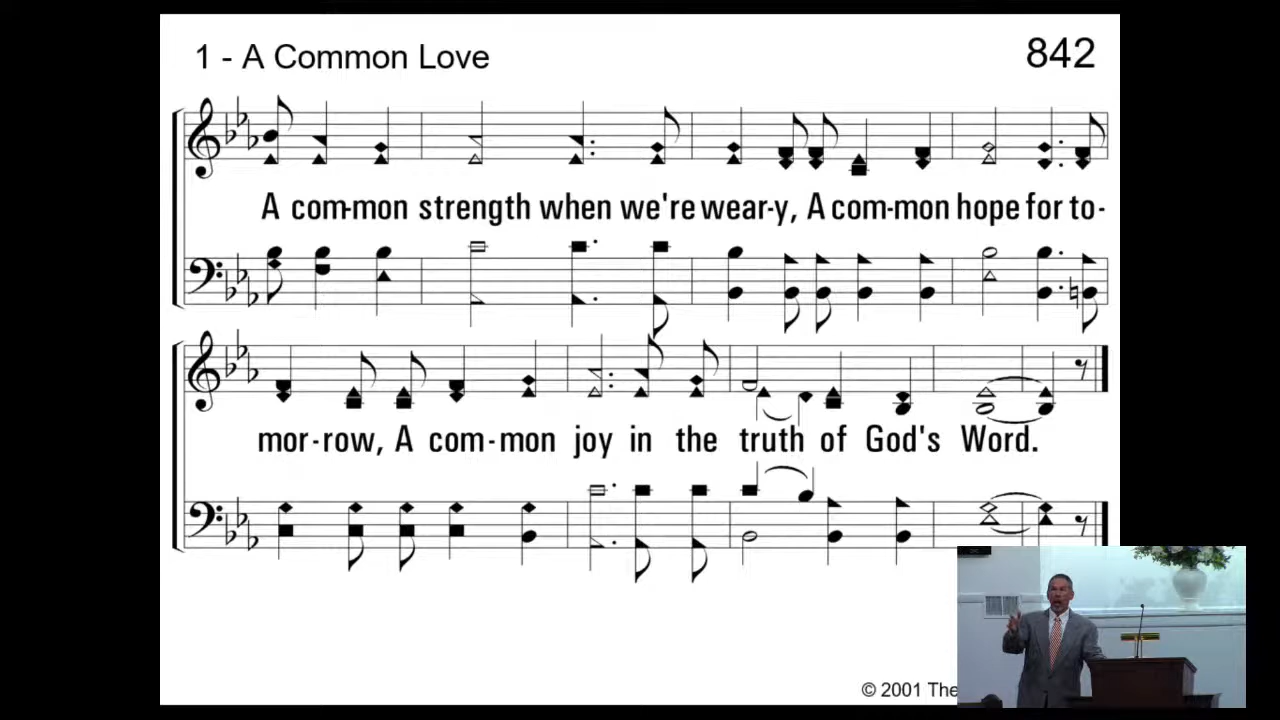 1 - A Common Love
842
A com-mon strength when we're wear-y, A com-mon hope for to-
mor-row, A com-mon joy in the truth of God's Word.
© 2001 The